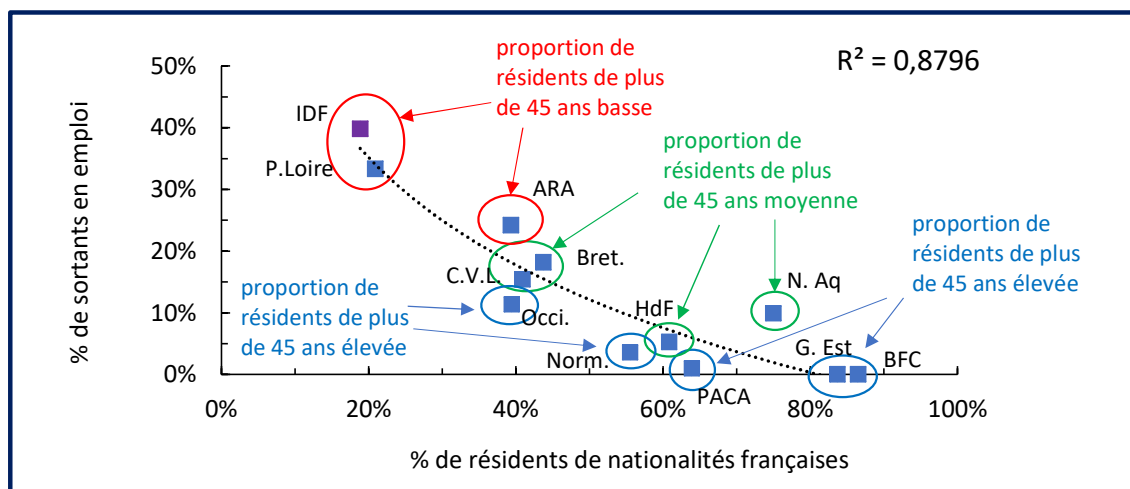 R² = 0,8796
proportion de
résidents de plus
de 45 ans basse
proportion de
résidents de plus
de 45 ans moyenne
proportion de
résidents de plus
de 45 ans élevée
proportion de
résidents de plus
de 45 ans élevée
IDF
P.Loire
ARA
Bret.
C.V.L
Occi.
HdF
N. Aq
Norm.
PACA
G. Est
BFC
% de sortants en emploi
50%
40%
30%
20%
10%
0%
0% 20% 40% 60% 80% 100%
% de résidents de nationalités françaises